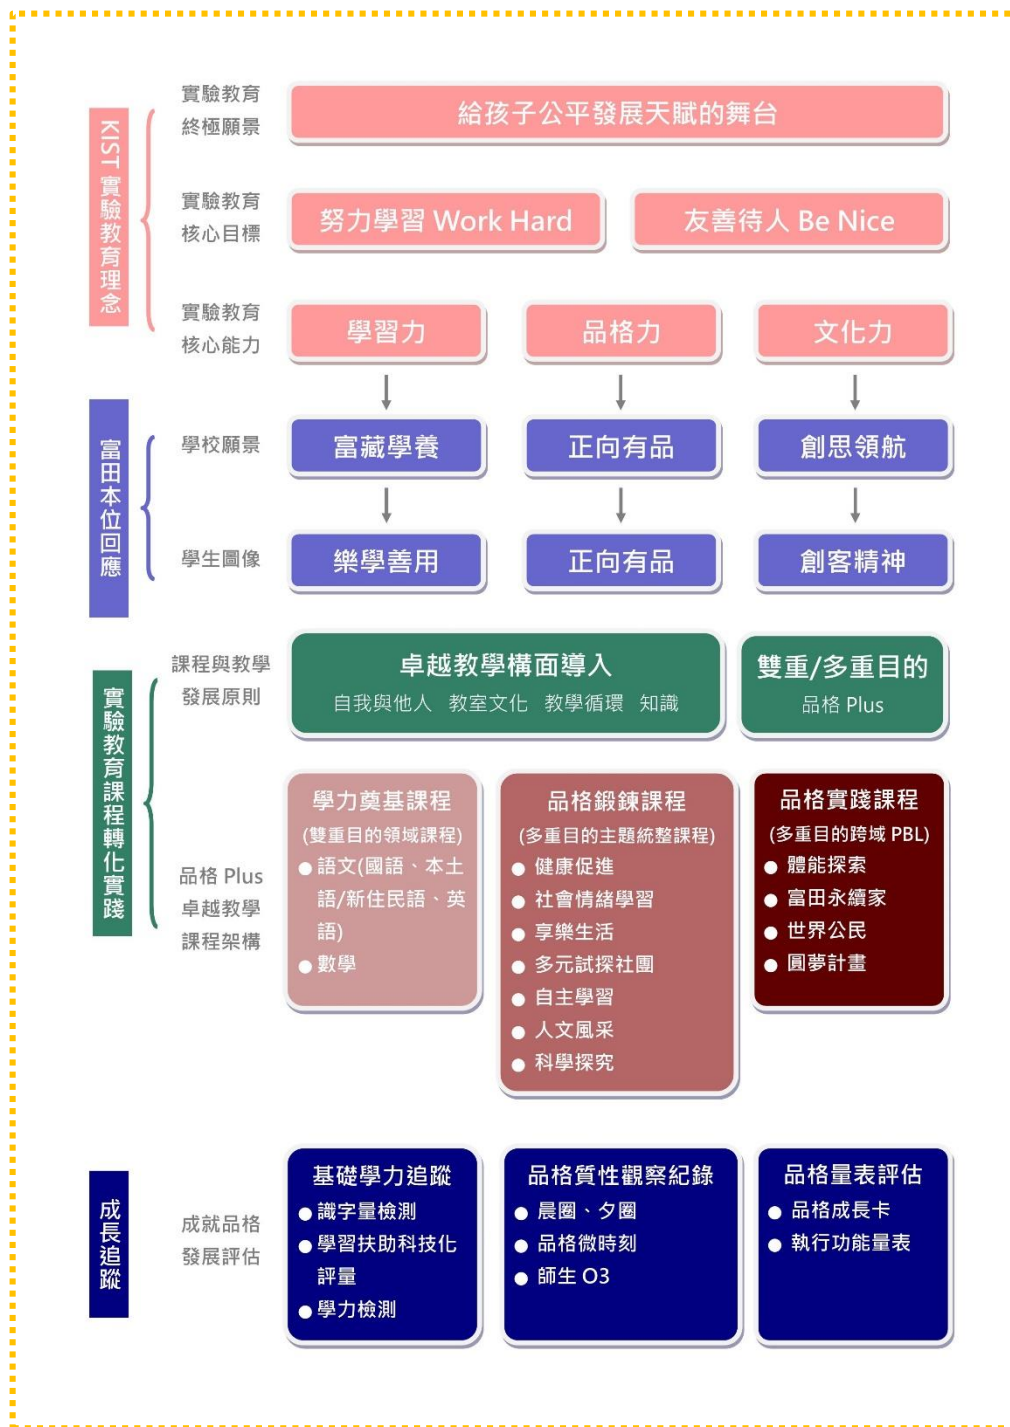 KIST 實驗教育理念
實驗教育
終極願景
給孩子公平發展天賦的舞台
實驗教育
核心目標
努力學習 Work Hard
友善待人 Be Nice
實驗教育
核心能力
學習力
品格力
文化力
富田本位回應
學校願景
富藏學養
正向有品
創思領航
學生圖像
樂學善用
正向有品
創客精神
實驗教育課程轉化實踐
課程與教學
發展原則
卓越教學構面導入
自我與他人 教室文化 教學循環 知識
雙重/多重目的
品格 Plus
品格 Plus
卓越教學
課程架構
學力奠基課程
(雙重目的領域課程)
●語文(國語、本土
語/新住民語、英
語)
●數學
品格鍛鍊課程
(多重目的主題統整課程)
● 健康促進
● 社會情緒學習
● 享樂生活
● 多元試探社團
● 自主學習
● 人文風采
● 科學探究
品格實踐課程
(多重目的跨域 PBL)
● 體能探索
● 富田永續家
● 世界公民
● 圓夢計畫
成長追蹤
成就品格
發展評估
基礎學力追蹤
●識字量檢測
●學習扶助科技化
評量
●學力檢測
品格質性觀察紀錄
● 晨圈、夕圈
● 品格微時刻
● 師生 O3
品格量表評估
● 品格成長卡
● 執行功能量表